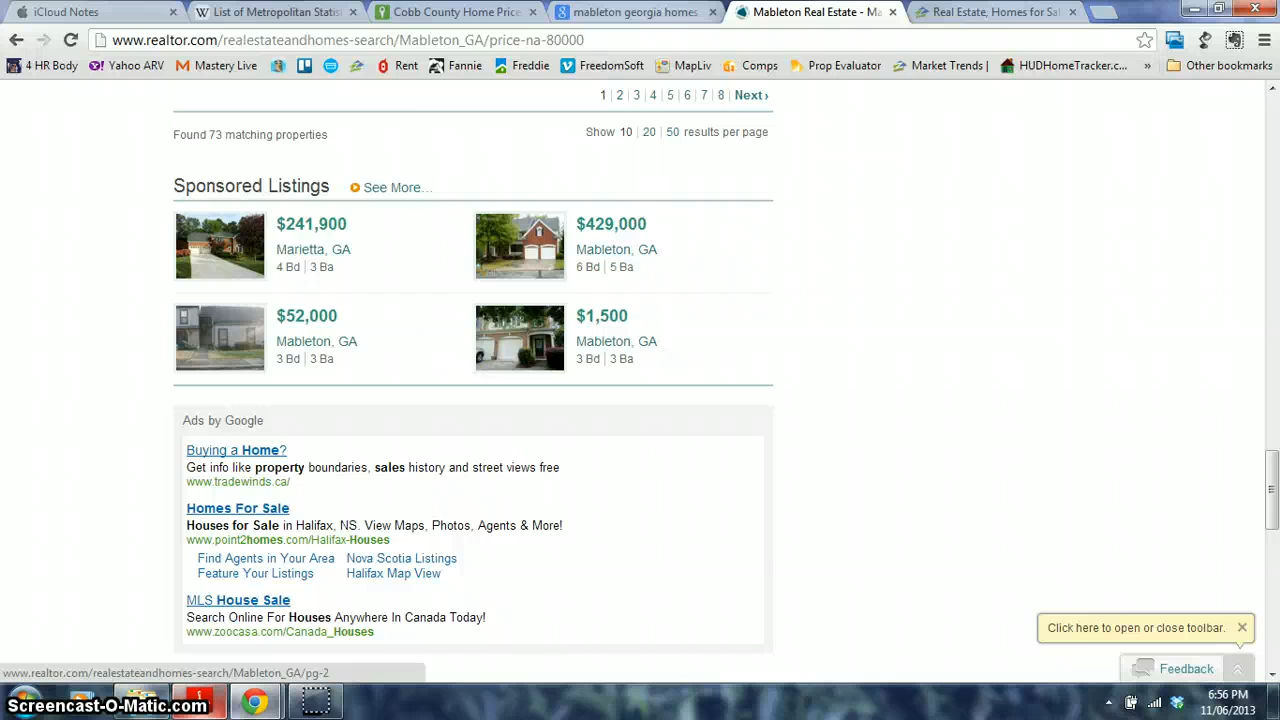 iCloud Notes
List of Metropolitan Statist
Cobb County Home Price
mableton georgia homes
Mableton Real Estate - Ma
Real Estate, Homes for Sal
www.realtor.com/realestateandhomes-search/Mableton_GA/price-na-80000
4 HR Body
Yahoo ARV
Mastery Live
Rent
Fannie
Freddie
FreedomSoft
MapLiv
Comps
Prop Evaluator
Market Trends |
HUDHomeTracker.c...
»
Other bookmarks
1 | 2 | 3 | 4 | 5 | 6 | 7 | 8 | Next ›
Found 73 matching properties
Show 10 | 20 | 50 results per page
Sponsored Listings
See More...
$241,900
Marietta, GA
4 Bd | 3 Ba
$429,000
Mableton, GA
6 Bd | 5 Ba
$52,000
Mableton, GA
3 Bd | 3 Ba
$1,500
Mableton, GA
3 Bd | 3 Ba
Ads by Google
Buying a Home?
Get info like property boundaries, sales history and street views free
www.tradewinds.ca/
Homes For Sale
Houses for Sale in Halifax, NS. View Maps, Photos, Agents & More!
www.point2homes.com/Halifax-Houses
Find Agents in Your Area Nova Scotia Listings
Feature Your Listings Halifax Map View
MLS House Sale
Search Online For Houses Anywhere In Canada Today!
www.zoocasa.com/Canada_Houses
Click here to open or close toolbar.
Feedback
www.realtor.com/realestateandhomes-search/Mableton_GA/pg-2
Screencast-O-Matic.com
6:56 PM
11/06/2013